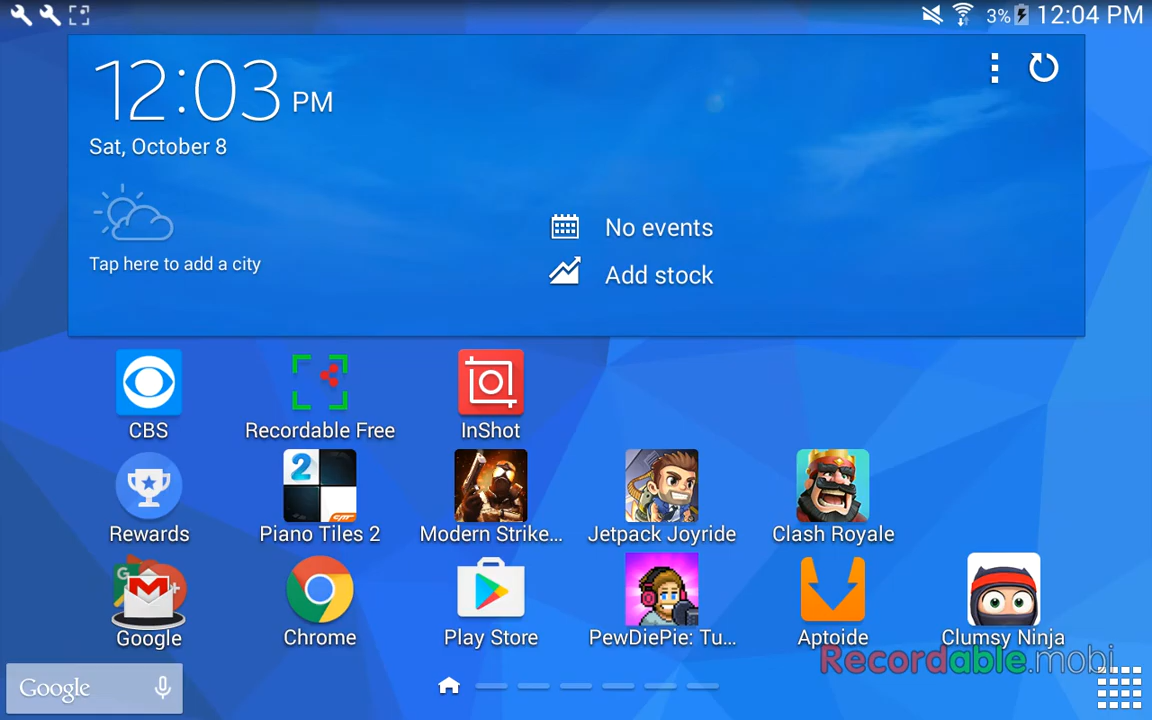 3% 12:04 PM
12:03 PM
Sat, October 8
Tap here to add a city
No events
Add stock
CBS
Recordable Free
InShot
2
Rewards
Piano Tiles 2
Modern Strike...
Jetpack Joyride
Clash Royale
G
g+
Google
Chrome
Play Store
PewDiePie: Tu...
Aptoide
Clumsy Ninja
Recordable.mobi
Google